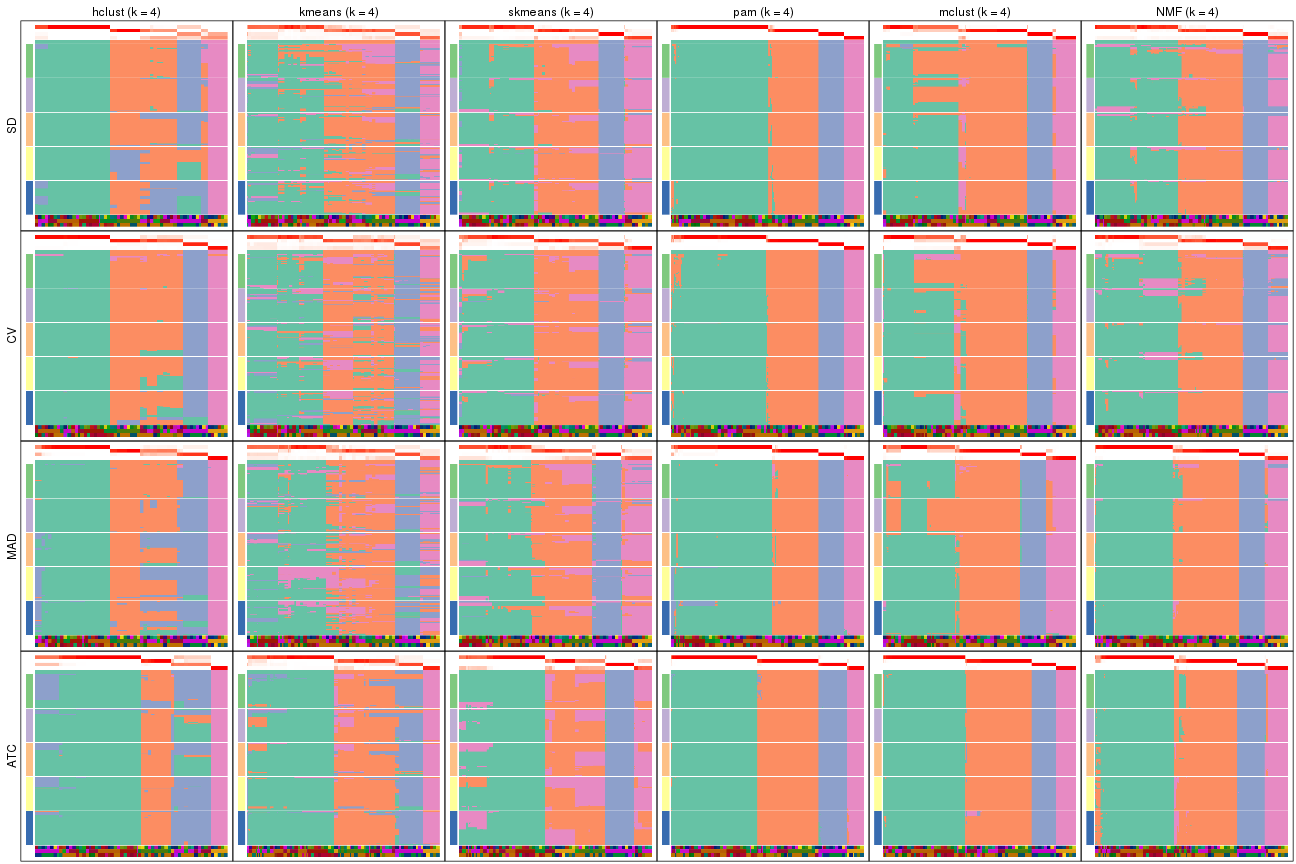 hclust (k = 4) kmeans (k = 4) skmeans (k = 4) pam (k = 4) mclust (k = 4) NMF (k = 4)
SD
CV
MAD
ATC